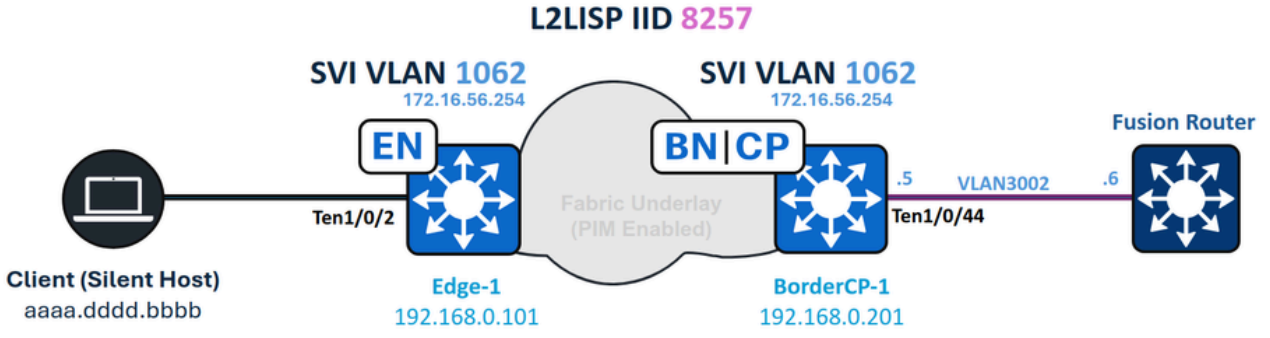 L2LISP IID 8257
SVI VLAN 1062
172.16.56.254
SVI VLAN 1062
172.16.56.254
Fusion Router
EN
BN|CP
Fabric Underlay
(PIM Enabled)
.5
VLAN3002
.6
Ten1/0/2
Ten1/0/44
Client (Silent Host)
aaaa.dddd.bbbb
Edge-1
192.168.0.101
BorderCP-1
192.168.0.201